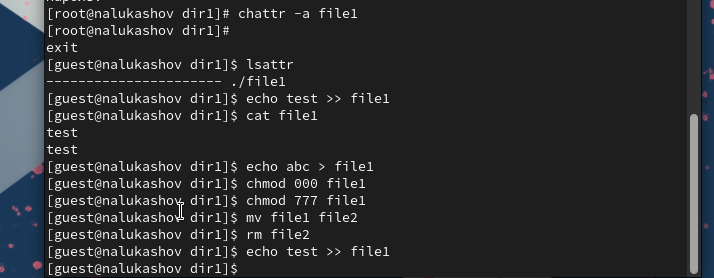 [root@nalukashov dir1]# chattr -a file1
[root@nalukashov dir1]#
exit
[guest@nalukashov dir1]$ lsattr
---------------------- ./file1
[guest@nalukashov dir1]$ echo test >> file1
[guest@nalukashov dir1]$ cat file1
test
test
[guest@nalukashov dir1]$ echo abc > file1
[guest@nalukashov dir1]$ chmod 000 file1
[guest@nalukashov dir1]$ chmod 777 file1
[guest@nalukashov dir1]$ mv file1 file2
[guest@nalukashov dir1]$ rm file2
[guest@nalukashov dir1]$ echo test >> file1
[guest@nalukashov dir1]$